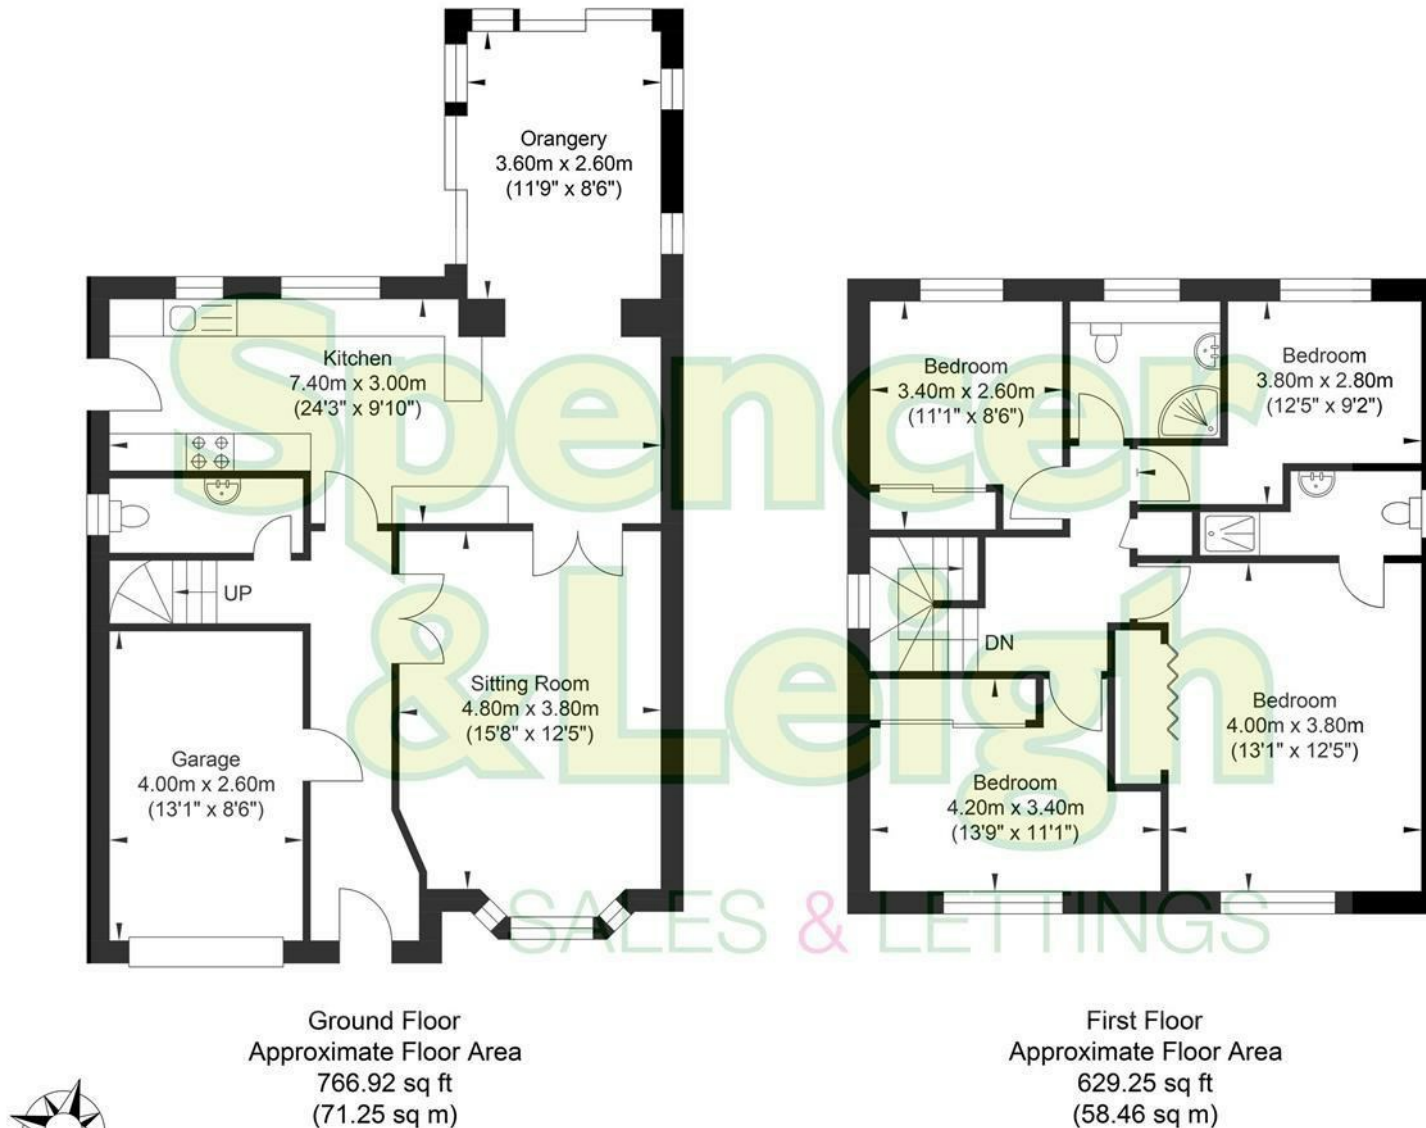 Orangery
3.60m x 2.60m
(11'9" x 8'6")
Kitchen
7.40m x 3.00m
(24'3" x 9'10")
UP
Sitting Room
4.80m x 3.80m
(15'8" x 12'5")
Garage
4.00m x 2.60m
(13'1" x 8'6")
Bedroom
3.40m x 2.60m
(11'1" x 8'6")
Bedroom
3.80m x 2.80m
(12'5" x 9'2")
DN
Bedroom
4.00m x 3.80m
(13'1" x 12'5")
Bedroom
4.20m x 3.40m
(13'9" x 11'1")
Spencer
&Leigh
SALES & LETTINGS
Ground Floor
Approximate Floor Area
766.92 sq ft
(71.25 sq m)
First Floor
Approximate Floor Area
629.25 sq ft
(58.46 sq m)